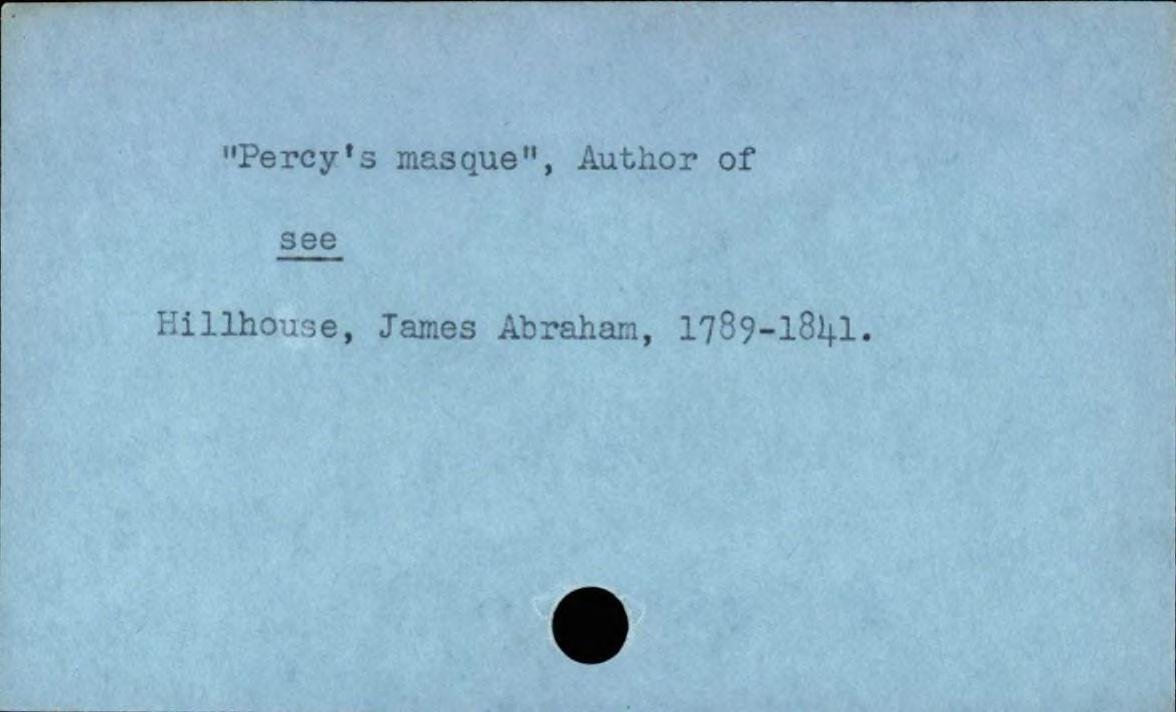 "Percy's masque", Author of
see
Hillhouse, James Abraham, 1789-1841.